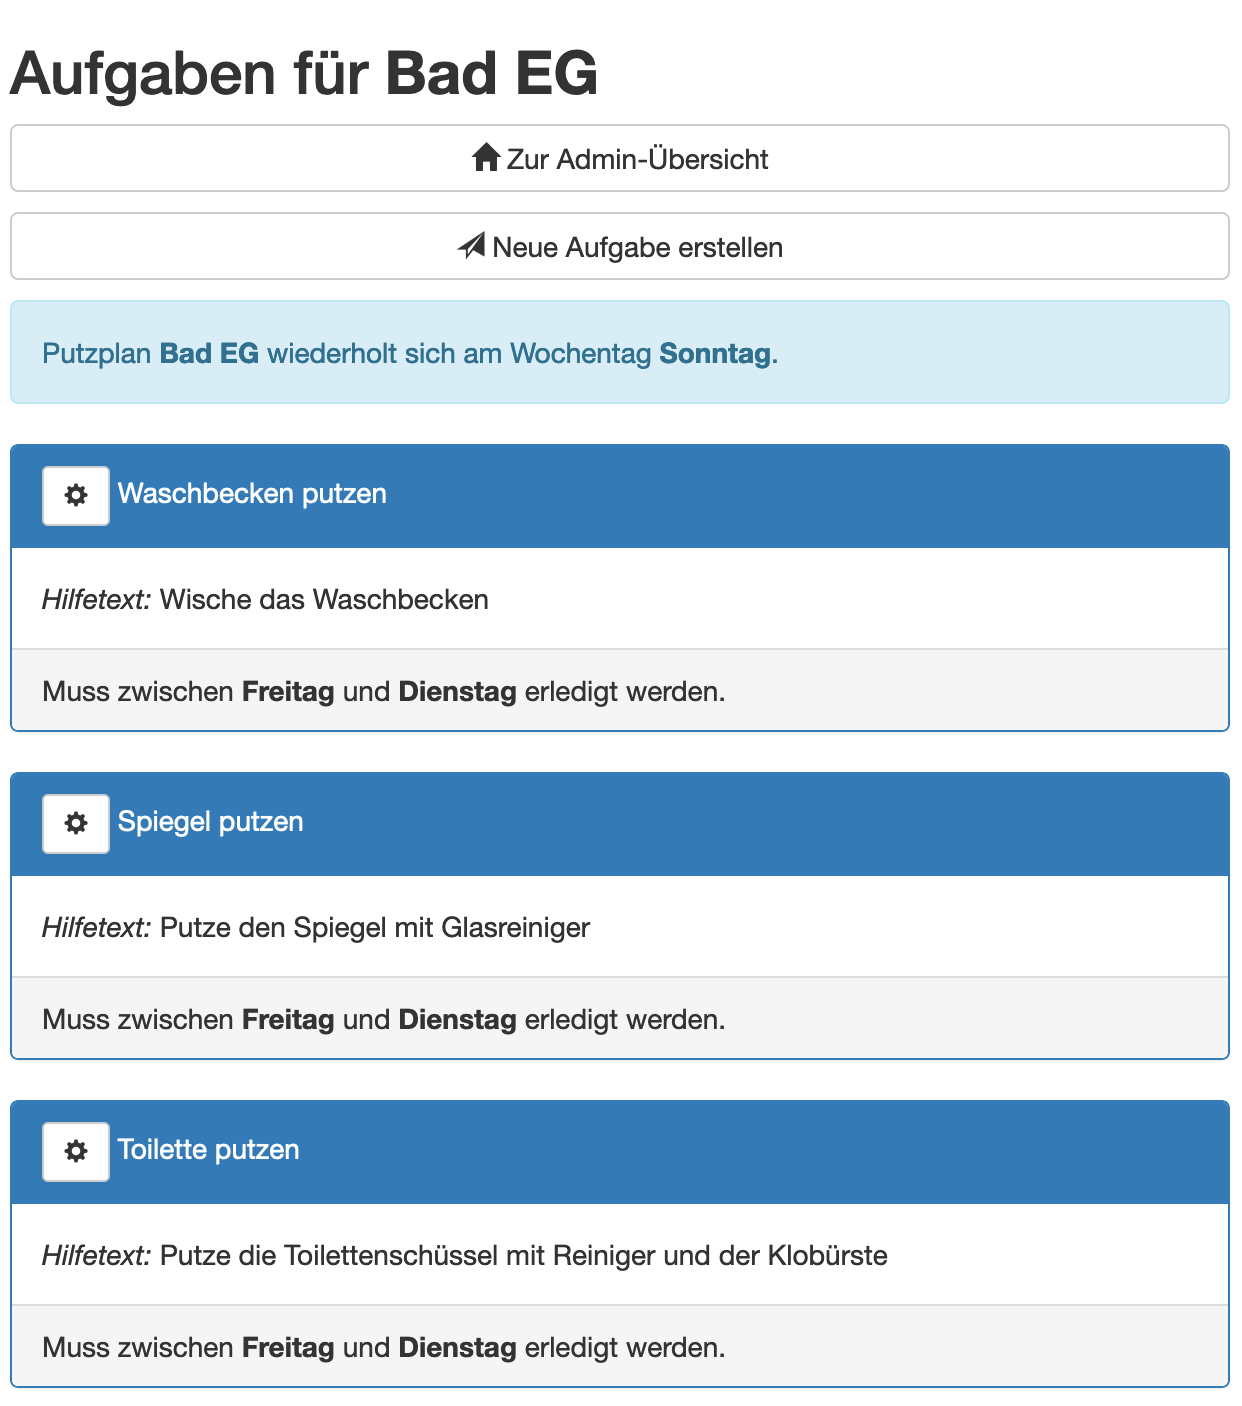 Aufgaben für Bad EG
Zur Admin-Übersicht
Neue Aufgabe erstellen
Putzplan Bad EG wiederholt sich am Wochentag Sonntag.
Waschbecken putzen
Hilfetext: Wische das Waschbecken
Muss zwischen Freitag und Dienstag erledigt werden.
Spiegel putzen
Hilfetext: Putze den Spiegel mit Glasreiniger
Muss zwischen Freitag und Dienstag erledigt werden.
Toilette putzen
Hilfetext: Putze die Toilettenschüssel mit Reiniger und der Klobürste
Muss zwischen Freitag und Dienstag erledigt werden.